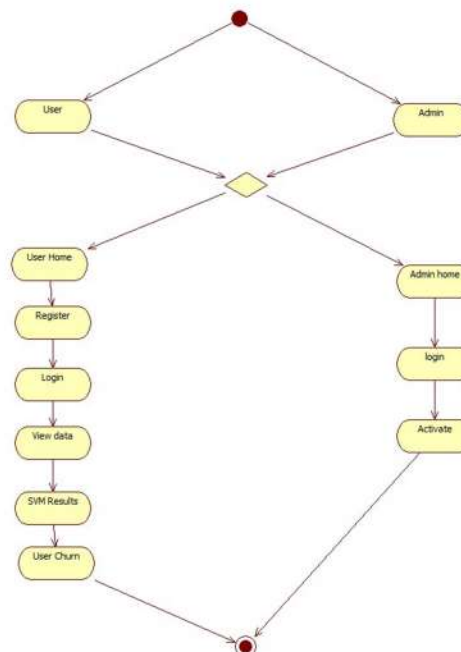 User
Admin
User Home
Admin home
Register
login
Login
Activate
View data
SVM Results
User Churn